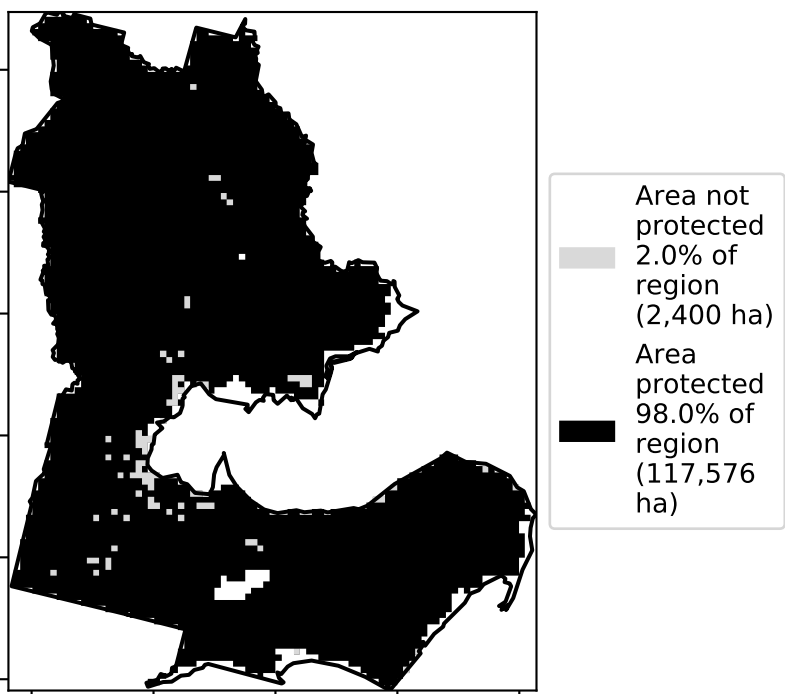 Area not
protected
2.0% of
region
(2,400 ha)
Area
protected
98.0% of
region
(117,576
ha)